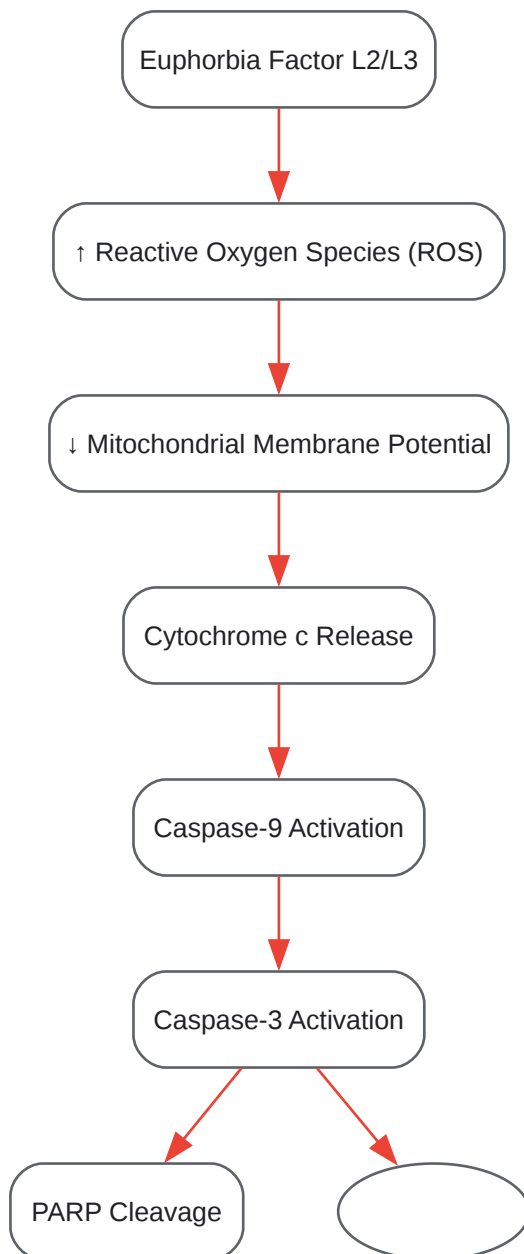 Euphorbia Factor L2/L3
↑ Reactive Oxygen Species (ROS)
↓ Mitochondrial Membrane Potential
Cytochrome c Release
Caspase-9 Activation
Caspase-3 Activation
PARP Cleavage